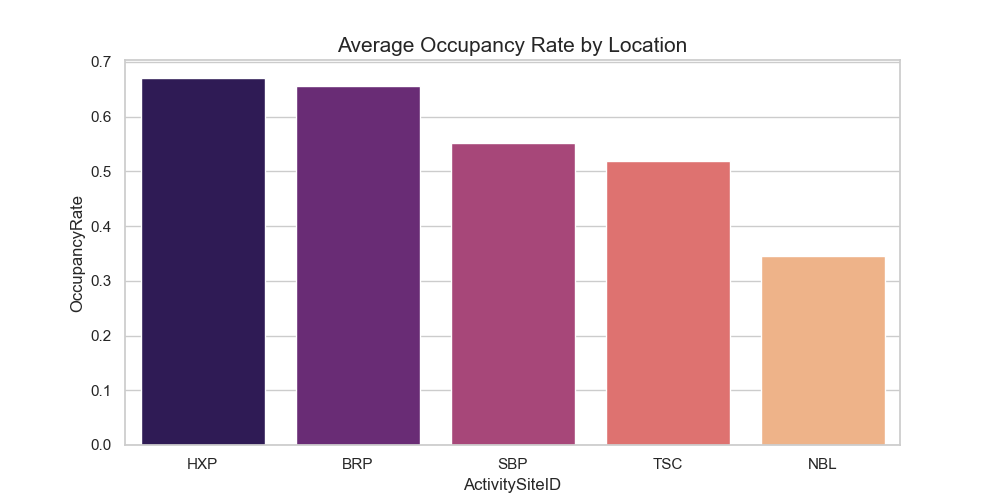 Average Occupancy Rate by Location
OccupancyRate
0.7
0.6
0.5
0.4
0.3
0.2
0.1
0.0
HXP BRP SBP TSC NBL
ActivitySiteID